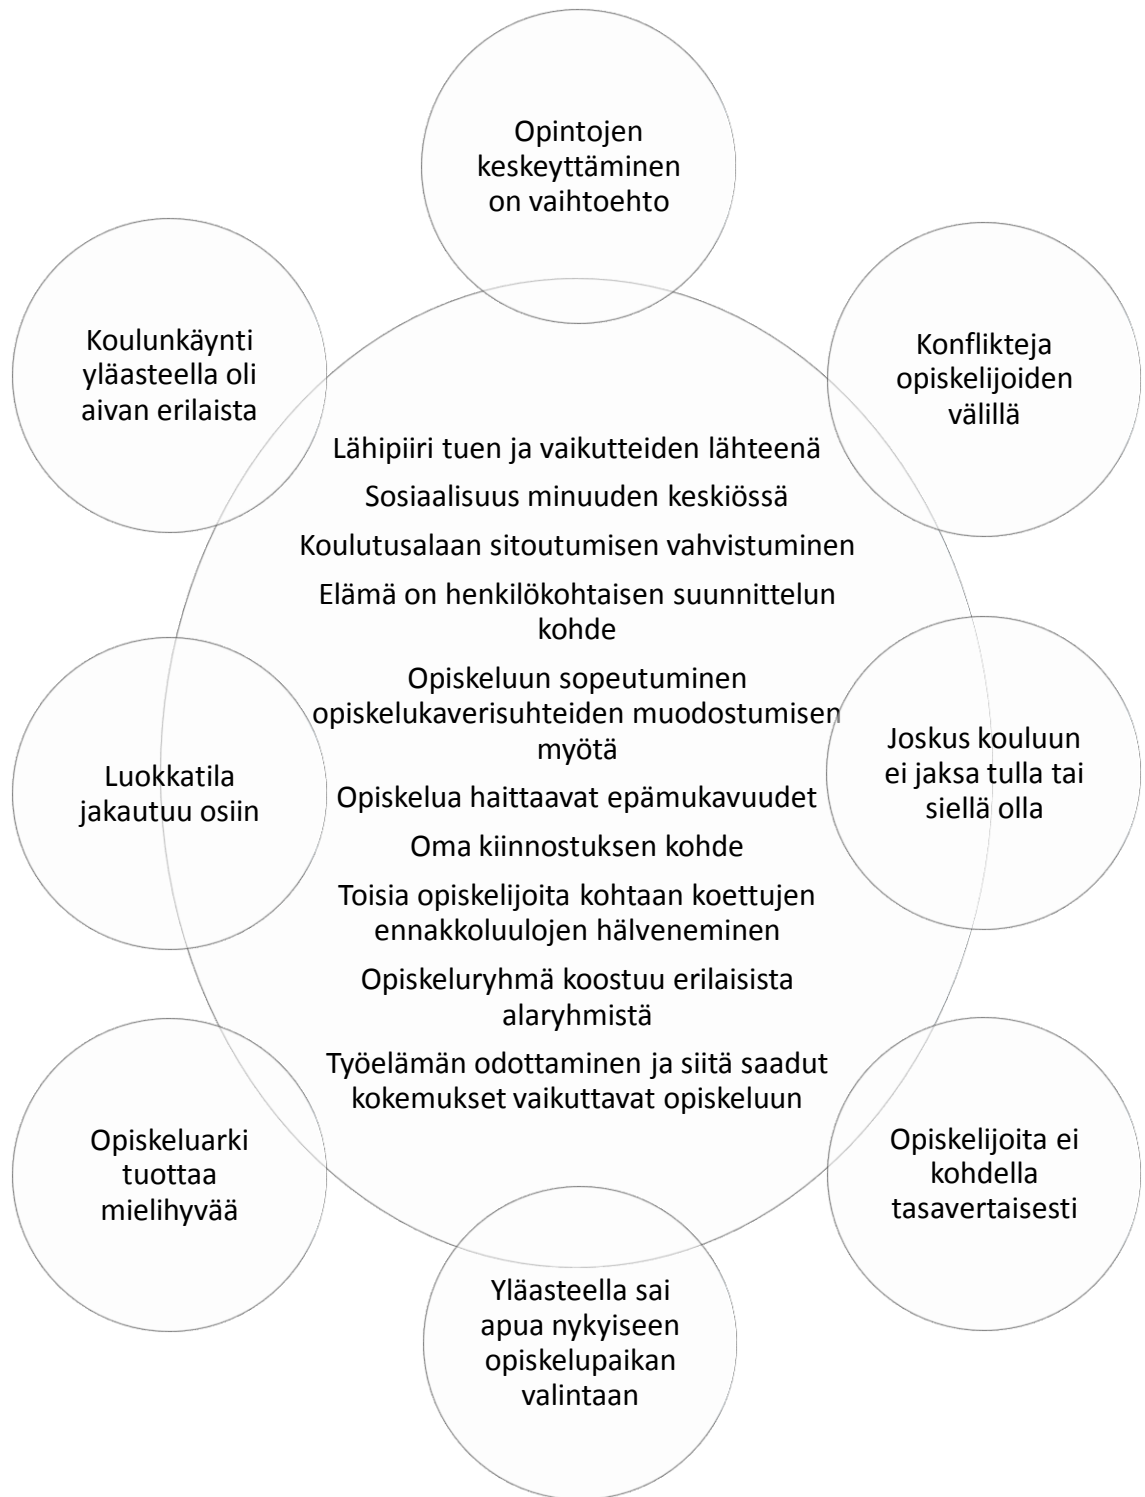 Opintojen
keskeyttäminen
on vaihtoehto
Koulunkäynti
yläasteella oli
aivan erilaista
Konflikteja
opiskelijoiden
välillä
Lähipiiri tuen ja vaikutteiden lähteenä
Sosiaalisuus minuuden keskiössä
Koulutusalaan sitoutumisen vahvistuminen
Elämä on henkilökohtaisen suunnittelun
kohde
Opiskeluun sopeutuminen
opiskelukaverisuhteiden muodostumisen
myötä
Opiskelua haittaavat epämukavuudet
Oma kiinnostuksen kohde
Toisia opiskelijoita kohtaan koettujen
ennakkoluulojen hälveneminen
Opiskeluryhmä koostuu erilaisista
alaryhmistä
Työelämän odottaminen ja siitä saadut
kokemukset vaikuttavat opiskeluun
Luokkatila
jakautuu osiin
Joskus kouluun
ei jaksa tulla tai
siellä olla
Opiskeluarki
tuottaa
mielihyvää
Opiskelijoita ei
kohdella
tasavertaisesti
Yläasteella sai
apua nykyiseen
opiskelupaikan
valintaan